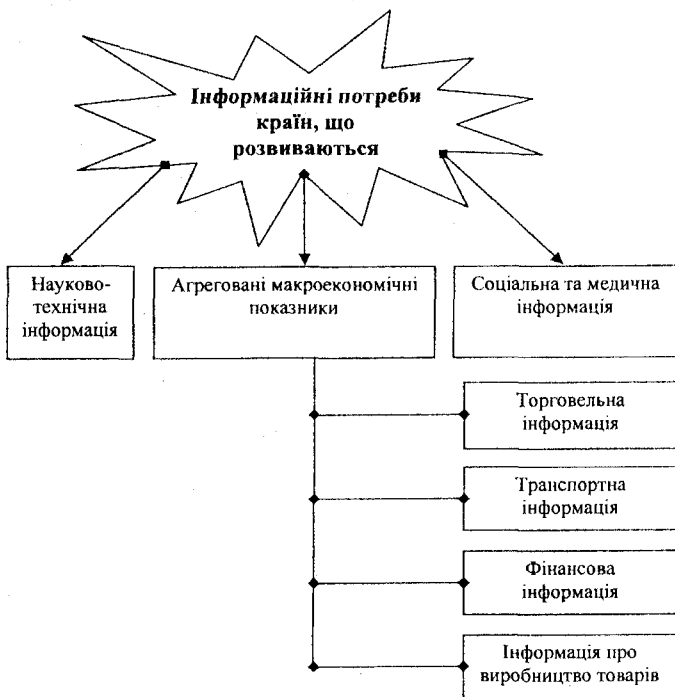 Інформаційні потреби
країн, що
розвиваються
Науково-
технічна
інформація
Агреговані макроекономічні
показники
Соціальна та медична
інформація
Торговельна
інформація
Транспортна
інформація
Фінансова
інформація
Інформація про
виробництво товарів